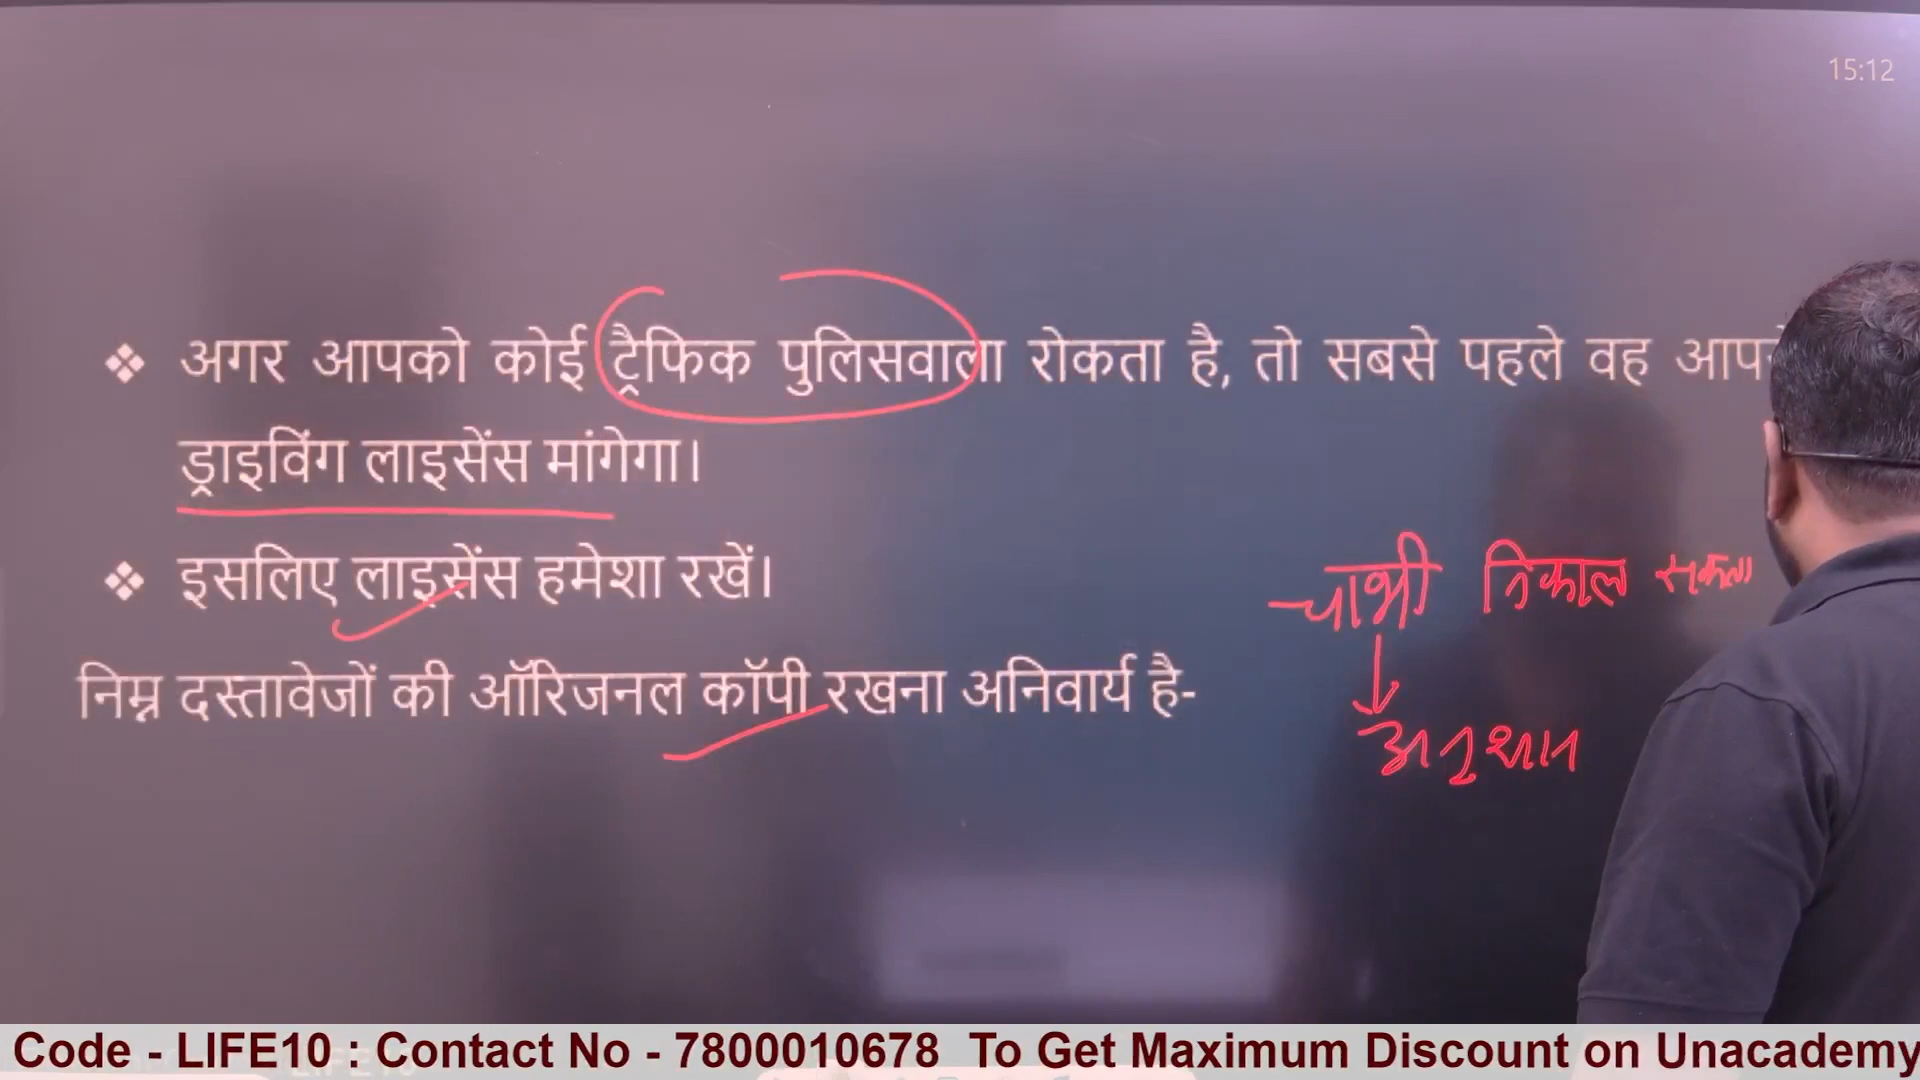 15:12
❖ अगर आपको कोई ट्रैफिक पुलिसवाला रोकता है, तो सबसे पहले वह
ड्राइविंग लाइसेंस मांगेगा।
❖ इसलिए लाइसेंस हमेशा रखें।
चाभी निकाल सकता
निम्न दस्तावेजों की ऑरिजनल कॉपी रखना अनिवार्य है-
अनुशान
Code - LIFE10 : Contact No - 7800010678 To Get Maximum Discount on Unacademy